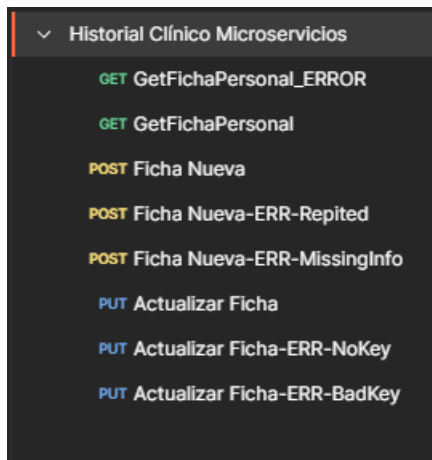 Historial Clínico Microservicios
GET GetFichaPersonal_ERROR
GET GetFichaPersonal
POST Ficha Nueva
POST Ficha Nueva-ERR-Repited
POST Ficha Nueva-ERR-MissingInfo
PUT Actualizar Ficha
PUT Actualizar Ficha-ERR-NoKey
PUT Actualizar Ficha-ERR-BadKey